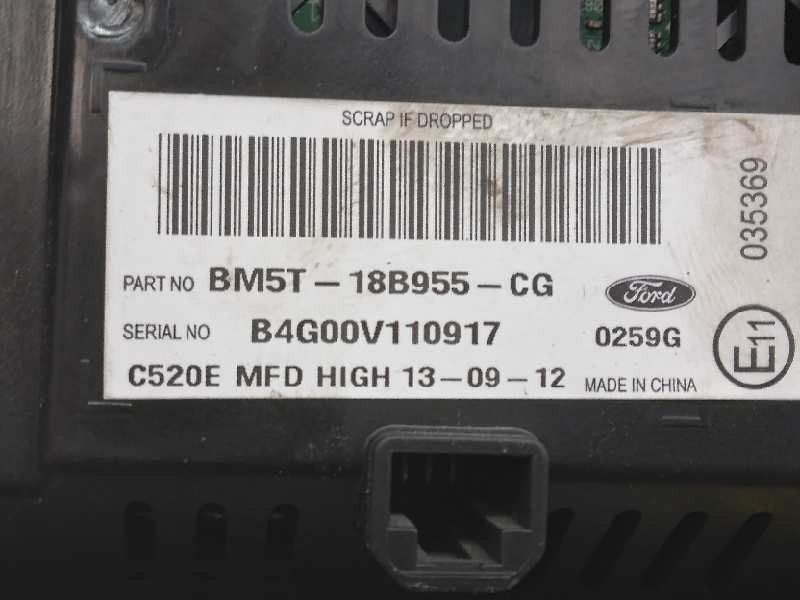 SCRAP IF DROPPED
PART NO BM5T-18B955-CG
Ford
SERIAL NO B4G00V110917
0259G
C520E MFD HIGH 13-09-12
MADE IN CHINA
035369
E11